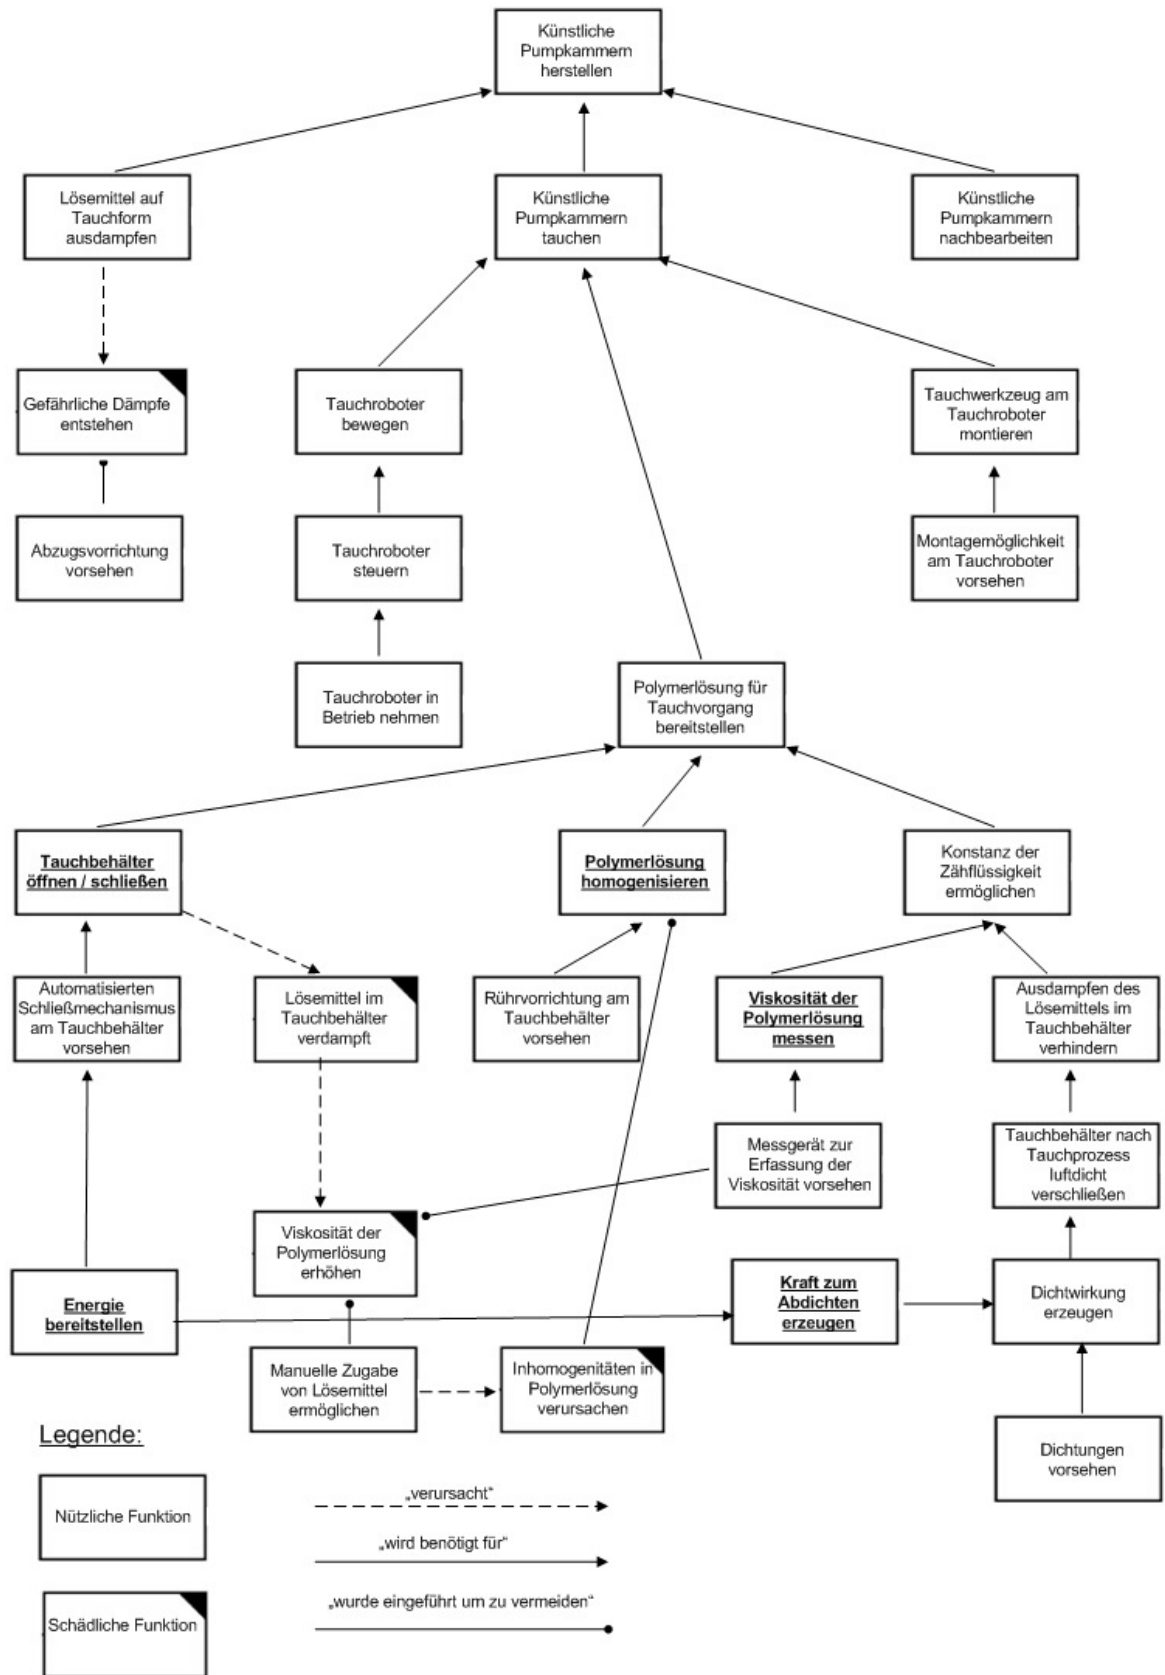 Künstliche
Pumpkammern
herstellen
Lösemittel auf
Tauchform
ausdampfen
Künstliche
Pumpkammern
tauchen
Künstliche
Pumpkammern
nachbearbeiten
Gefährliche Dämpfe
entstehen
Tauchroboter
bewegen
Tauchwerkzeug am
Tauchroboter
montieren
Abzugsvorrichtung
vorsehen
Tauchroboter
steuern
Montagemöglichkeit
am Tauchroboter
vorsehen
Tauchroboter in
Betrieb nehmen
Polymerlösung für
Tauchvorgang
bereitstellen
Tauchbehälter
öffnen / schließen
Polymerlösung
homogenisieren
Konstanz der
Zähflüssigkeit
ermöglichen
Automatisierten
Schließmechanismus
am Tauchbehälter
vorsehen
Lösemittel im
Tauchbehälter
verdampft
Rührvorrichtung am
Tauchbehälter
vorsehen
Viskosität der
Polymerlösung
messen
Ausdampfen des
Lösemittels im
Tauchbehälter
verhindern
Messgerät zur
Erfassung der
Viskosität vorsehen
Tauchbehälter nach
Tauchprozess
luftdicht
verschließen
Viskosität der
Polymerlösung
erhöhen
Energie
bereitstellen
Kraft zum
Abdichten
erzeugen
Dichtwirkung
erzeugen
Manuelle Zugabe
von Lösemittel
ermöglichen
Inhomogenitäten in
Polymerlösung
verursachen
Dichtungen
vorsehen
Legende:
Nützliche Funktion
„verursacht“
„wird benötigt für“
Schädliche Funktion
„wurde eingeführt um zu vermeiden“